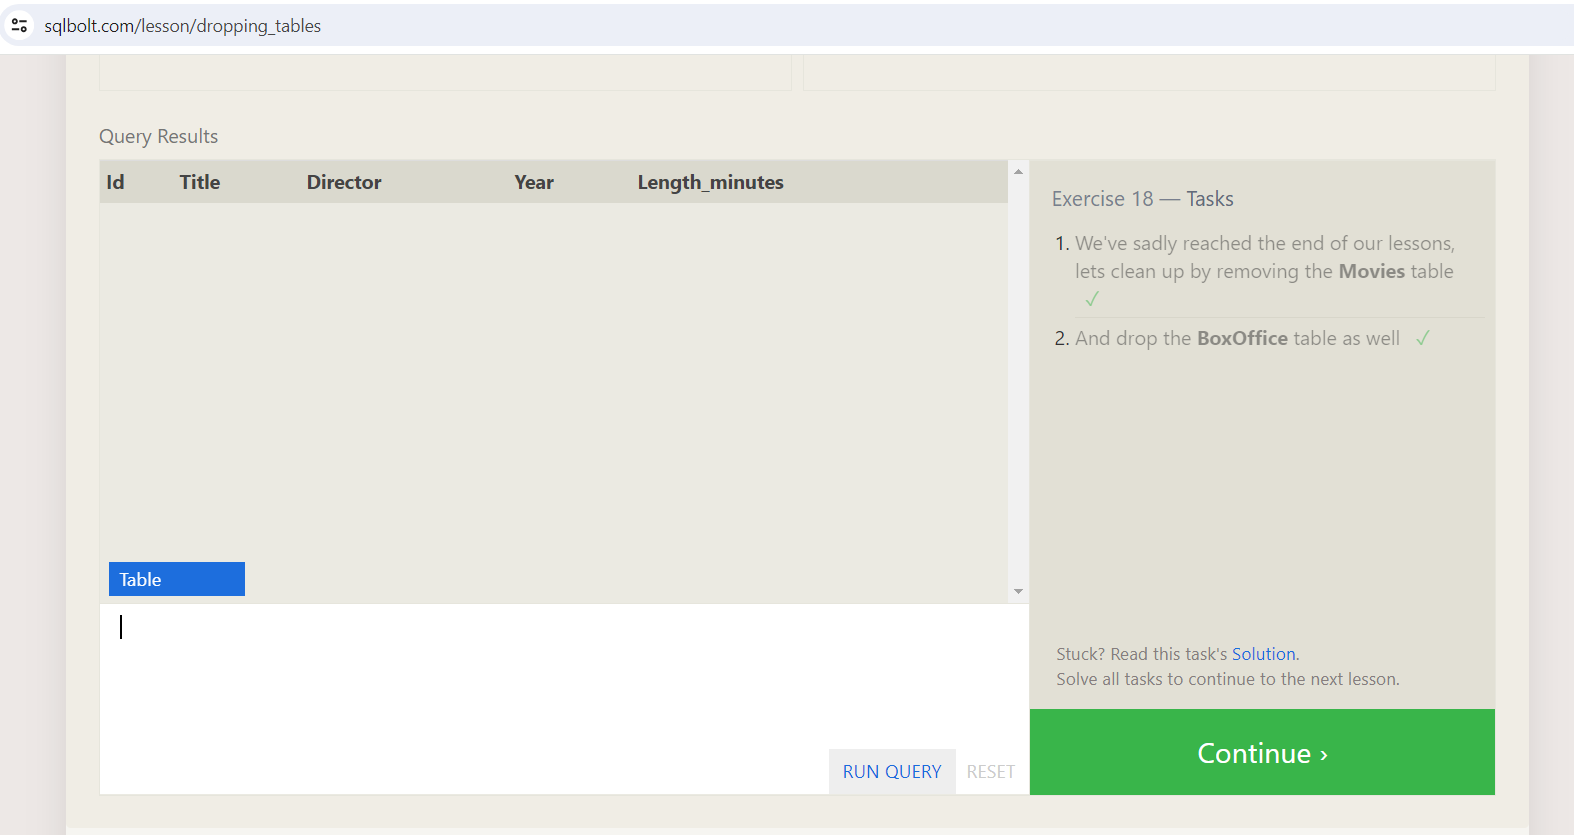 sqlbolt.com/lesson/dropping_tables
Query Results
Id Title Director Year Length_minutes
Table
RUN QUERY RESET
Exercise 18 — Tasks
1. We've sadly reached the end of our lessons,
lets clean up by removing the Movies table
✓
2. And drop the BoxOffice table as well ✓
Stuck? Read this task's Solution.
Solve all tasks to continue to the next lesson.
Continue ›